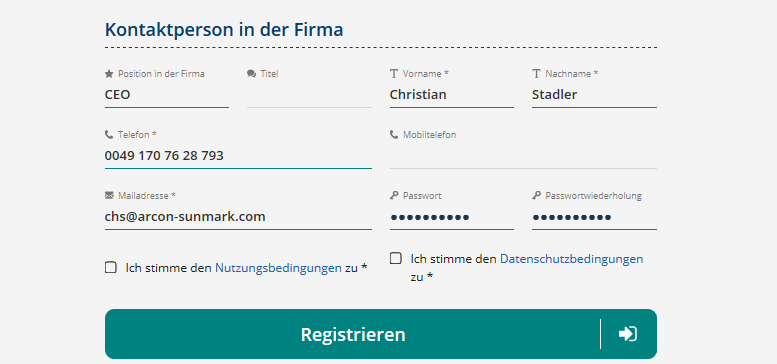 Kontaktperson in der Firma
Position in der Firma
Titel
Vorname *
Nachname *
CEO
Christian
Stadler
Telefon *
Mobiltelefon
0049 170 76 28 793
Mailadresse *
Passwort
Passwortwiederholung
chs@arcon-sunmark.com
●●●●●●●●●●
●●●●●●●●●●
Ich stimme den Nutzungsbedingungen zu *
Ich stimme den Datenschutzbedingungen
zu *
Registrieren